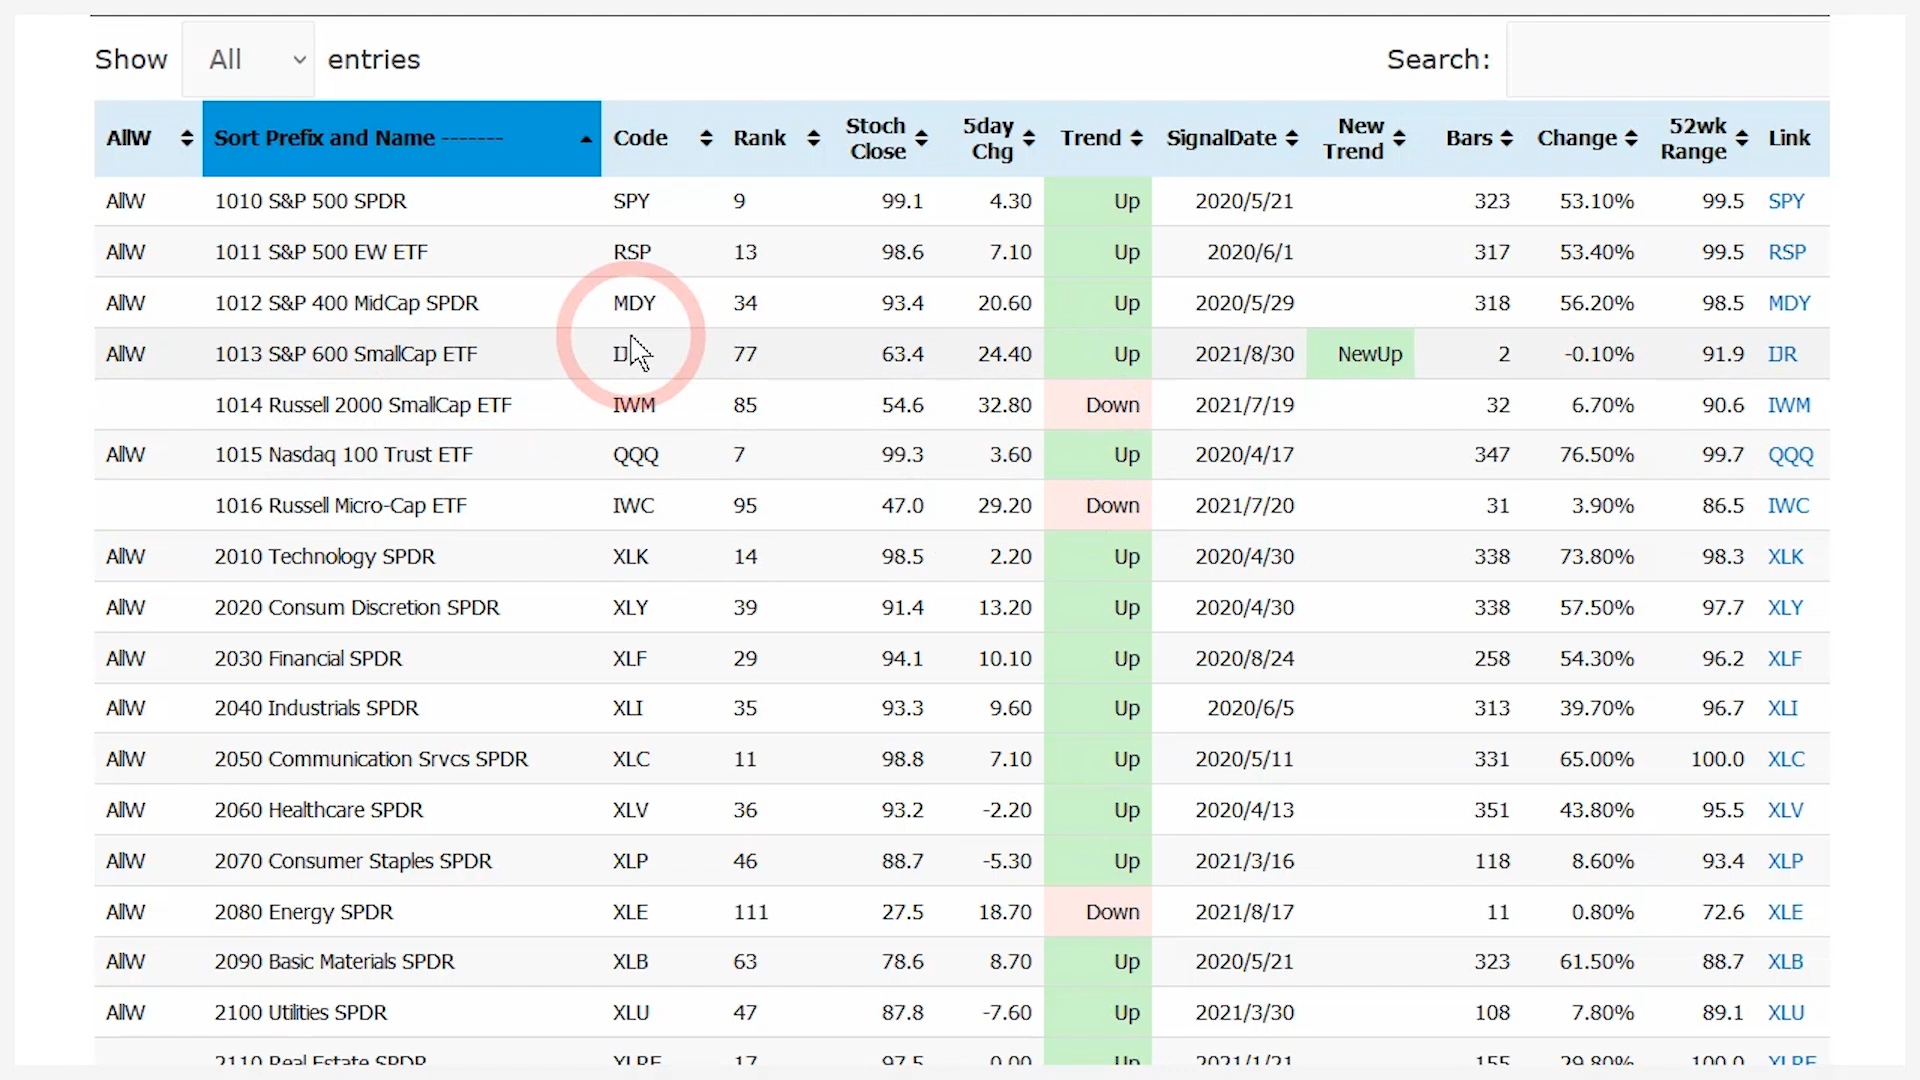 Show All entries Search:
AllW Sort Prefix and Name ------- Code Rank Stoch Close 5day Chg Trend SignalDate New Trend Bars Change 52wk Range Link
AllW 1010 S&P 500 SPDR SPY 9 99.1 4.30 Up 2020/5/21 323 53.10% 99.5 SPY
AllW 1011 S&P 500 EW ETF RSP 13 98.6 7.10 Up 2020/6/1 317 53.40% 99.5 RSP
AllW 1012 S&P 400 MidCap SPDR MDY 34 93.4 20.60 Up 2020/5/29 318 56.20% 98.5 MDY
AllW 1013 S&P 600 SmallCap ETF IJR 77 63.4 24.40 Up 2021/8/30 NewUp 2 -0.10% 91.9 IJR
1014 Russell 2000 SmallCap ETF IWM 85 54.6 32.80 Down 2021/7/19 32 6.70% 90.6 IWM
AllW 1015 Nasdaq 100 Trust ETF QQQ 7 99.3 3.60 Up 2020/4/17 347 76.50% 99.7 QQQ
1016 Russell Micro-Cap ETF IWC 95 47.0 29.20 Down 2021/7/20 31 3.90% 86.5 IWC
AllW 2010 Technology SPDR XLK 14 98.5 2.20 Up 2020/4/30 338 73.80% 98.3 XLK
AllW 2020 Consum Discretion SPDR XLY 39 91.4 13.20 Up 2020/4/30 338 57.50% 97.7 XLY
AllW 2030 Financial SPDR XLF 29 94.1 10.10 Up 2020/8/24 258 54.30% 96.2 XLF
AllW 2040 Industrials SPDR XLI 35 93.3 9.60 Up 2020/6/5 313 39.70% 96.7 XLI
AllW 2050 Communication Srvcs SPDR XLC 11 98.8 7.10 Up 2020/5/11 331 65.00% 100.0 XLC
AllW 2060 Healthcare SPDR XLV 36 93.2 -2.20 Up 2020/4/13 351 43.80% 95.5 XLV
AllW 2070 Consumer Staples SPDR XLP 46 88.7 -5.30 Up 2021/3/16 118 8.60% 93.4 XLP
AllW 2080 Energy SPDR XLE 111 27.5 18.70 Down 2021/8/17 11 0.80% 72.6 XLE
AllW 2090 Basic Materials SPDR XLB 63 78.6 8.70 Up 2020/5/21 323 61.50% 88.7 XLB
AllW 2100 Utilities SPDR XLU 47 87.8 -7.60 Up 2021/3/30 108 7.80% 89.1 XLU
2110 Real Estate SPDR XLRE 17 97.5 0.00 Up 2021/1/21 155 29.80% 100.0 XLRE